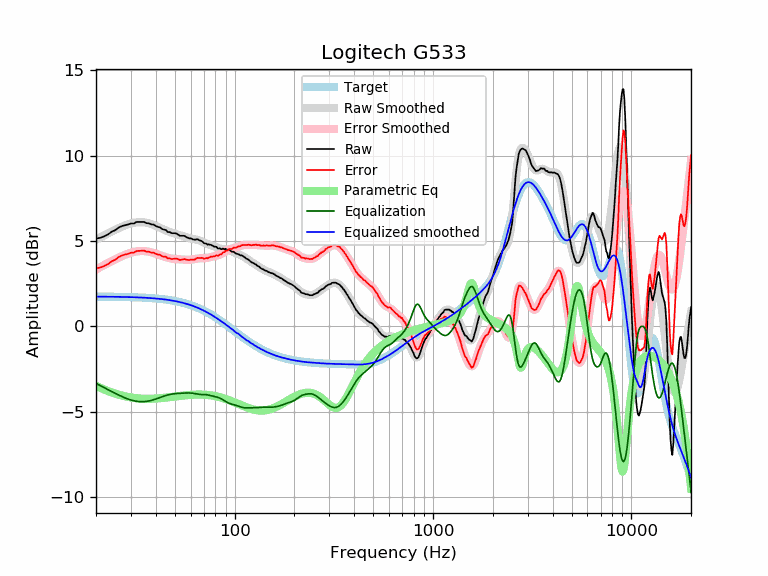 Logitech G533
15
10
5
0
−5
−10
Amplitude (dBr)
Target
Raw Smoothed
Error Smoothed
Raw
Error
Parametric Eq
Equalization
Equalized smoothed
100
1000
10000
Frequency (Hz)